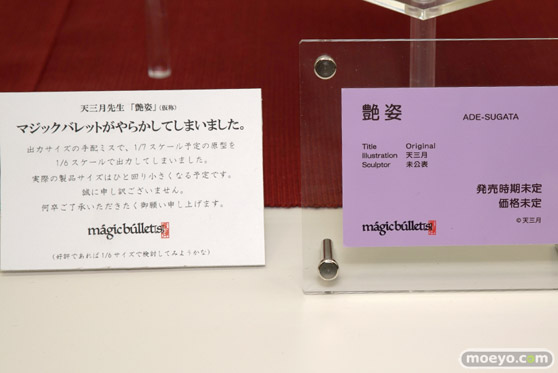 天三月先生「艶姿」(仮称)
マジックバレットがやらかしてしまいました。
出力サイズの手配ミスで、1/7スケール予定の原型を
1/6スケールで出力してしまいました。
実際の製品サイズはひと回り小さくなる予定です。
誠に申し訳ございません。
何卒ご了承いただきたく御願い申し上げます。
magicbullet(s)
(好評であれば1/6サイズで検討してみようかな)
艶姿 ADE-SUGATA
Title Original
Illustration 天三月
Sculptor 未公表
発売時期未定
価格未定
©天三月
magicbullet(s)
moeyo.com